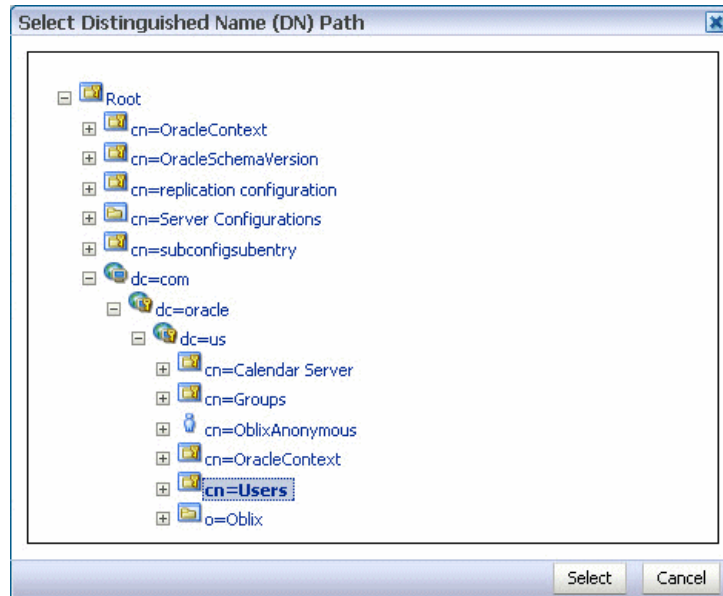 Select Distinguished Name (DN) Path
Root
cn=OracleContext
cn=OracleSchemaVersion
cn=replication configuration
cn=Server Configurations
cn=subconfigsubentry
dc=com
dc=oracle
dc=us
cn=Calendar Server
cn=Groups
cn=OblixAnonymous
cn=OracleContext
cn=Users
o=Oblix
Select Cancel